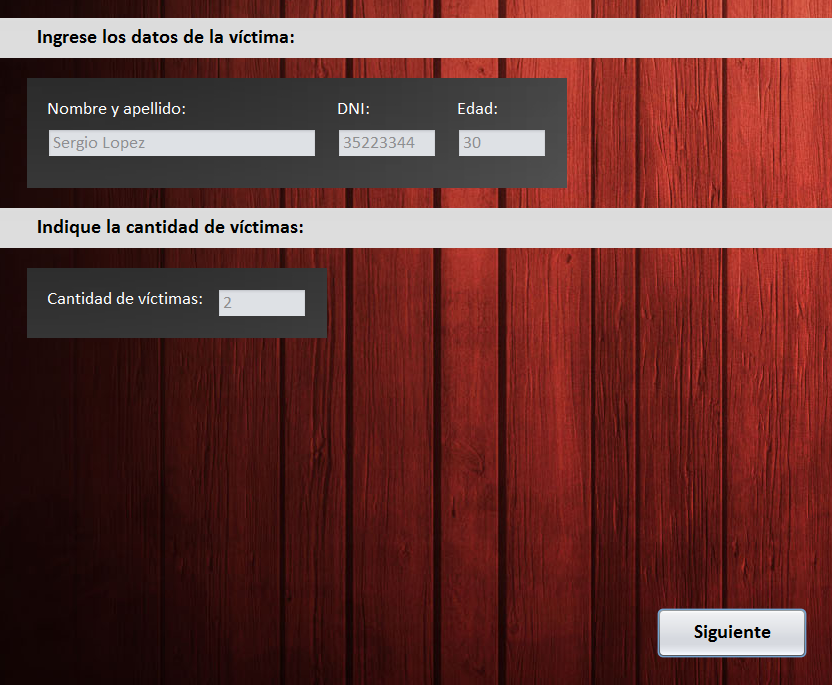 Ingrese los datos de la víctima:
Nombre y apellido: DNI: Edad:
Sergio Lopez 35223344 30
Indique la cantidad de víctimas:
Cantidad de víctimas: 2
Siguiente